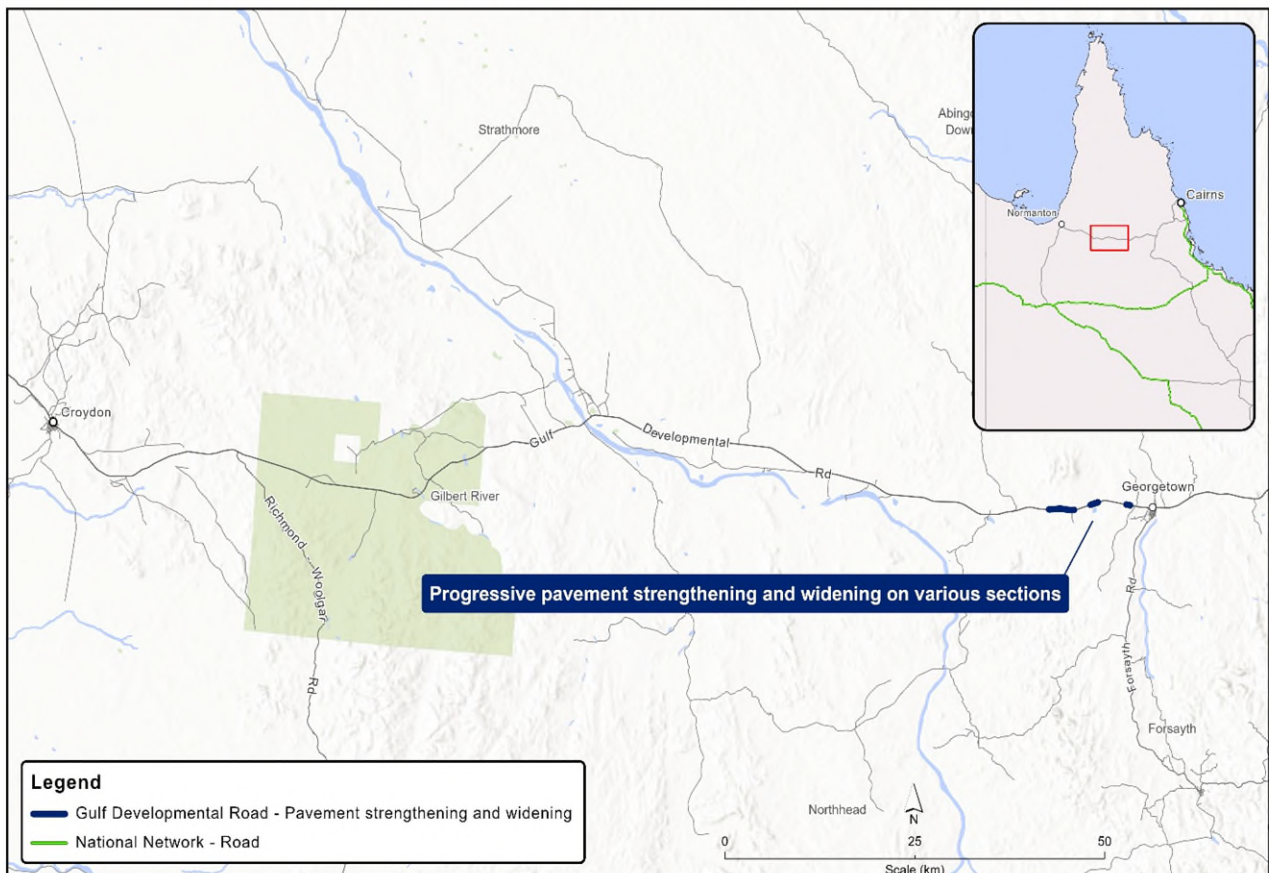 Strathmore
Abingd
Down
Cairns
Normanton
Croydon
Gulf
Developmental
Rd
Georgetown
Gilbert River
Richmond - Woolgar
Rd
Progressive pavement strengthening and widening on various sections
Forsayth
Rd
Forsayth
Northhead
N
0 25 50
Scale (km)
Legend
Gulf Developmental Road - Pavement strengthening and widening
National Network - Road